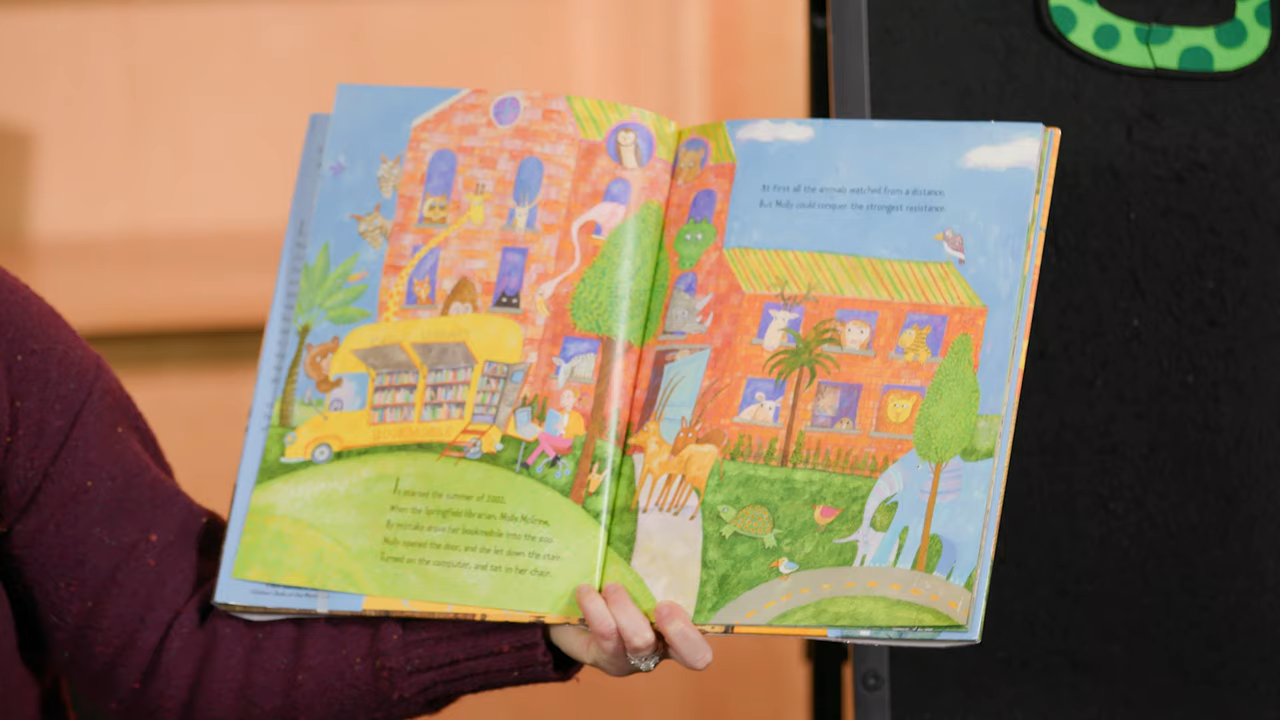 It started the summer of 2002,
When the Springfield librarian, Molly McGrew,
By mistake drove her bookmobile into the zoo.
Molly opened the door, and she let down the stair,
Turned on the computer, and sat in her chair.
At first all the animals watched from a distance,
But Molly could conquer the strongest resistance.